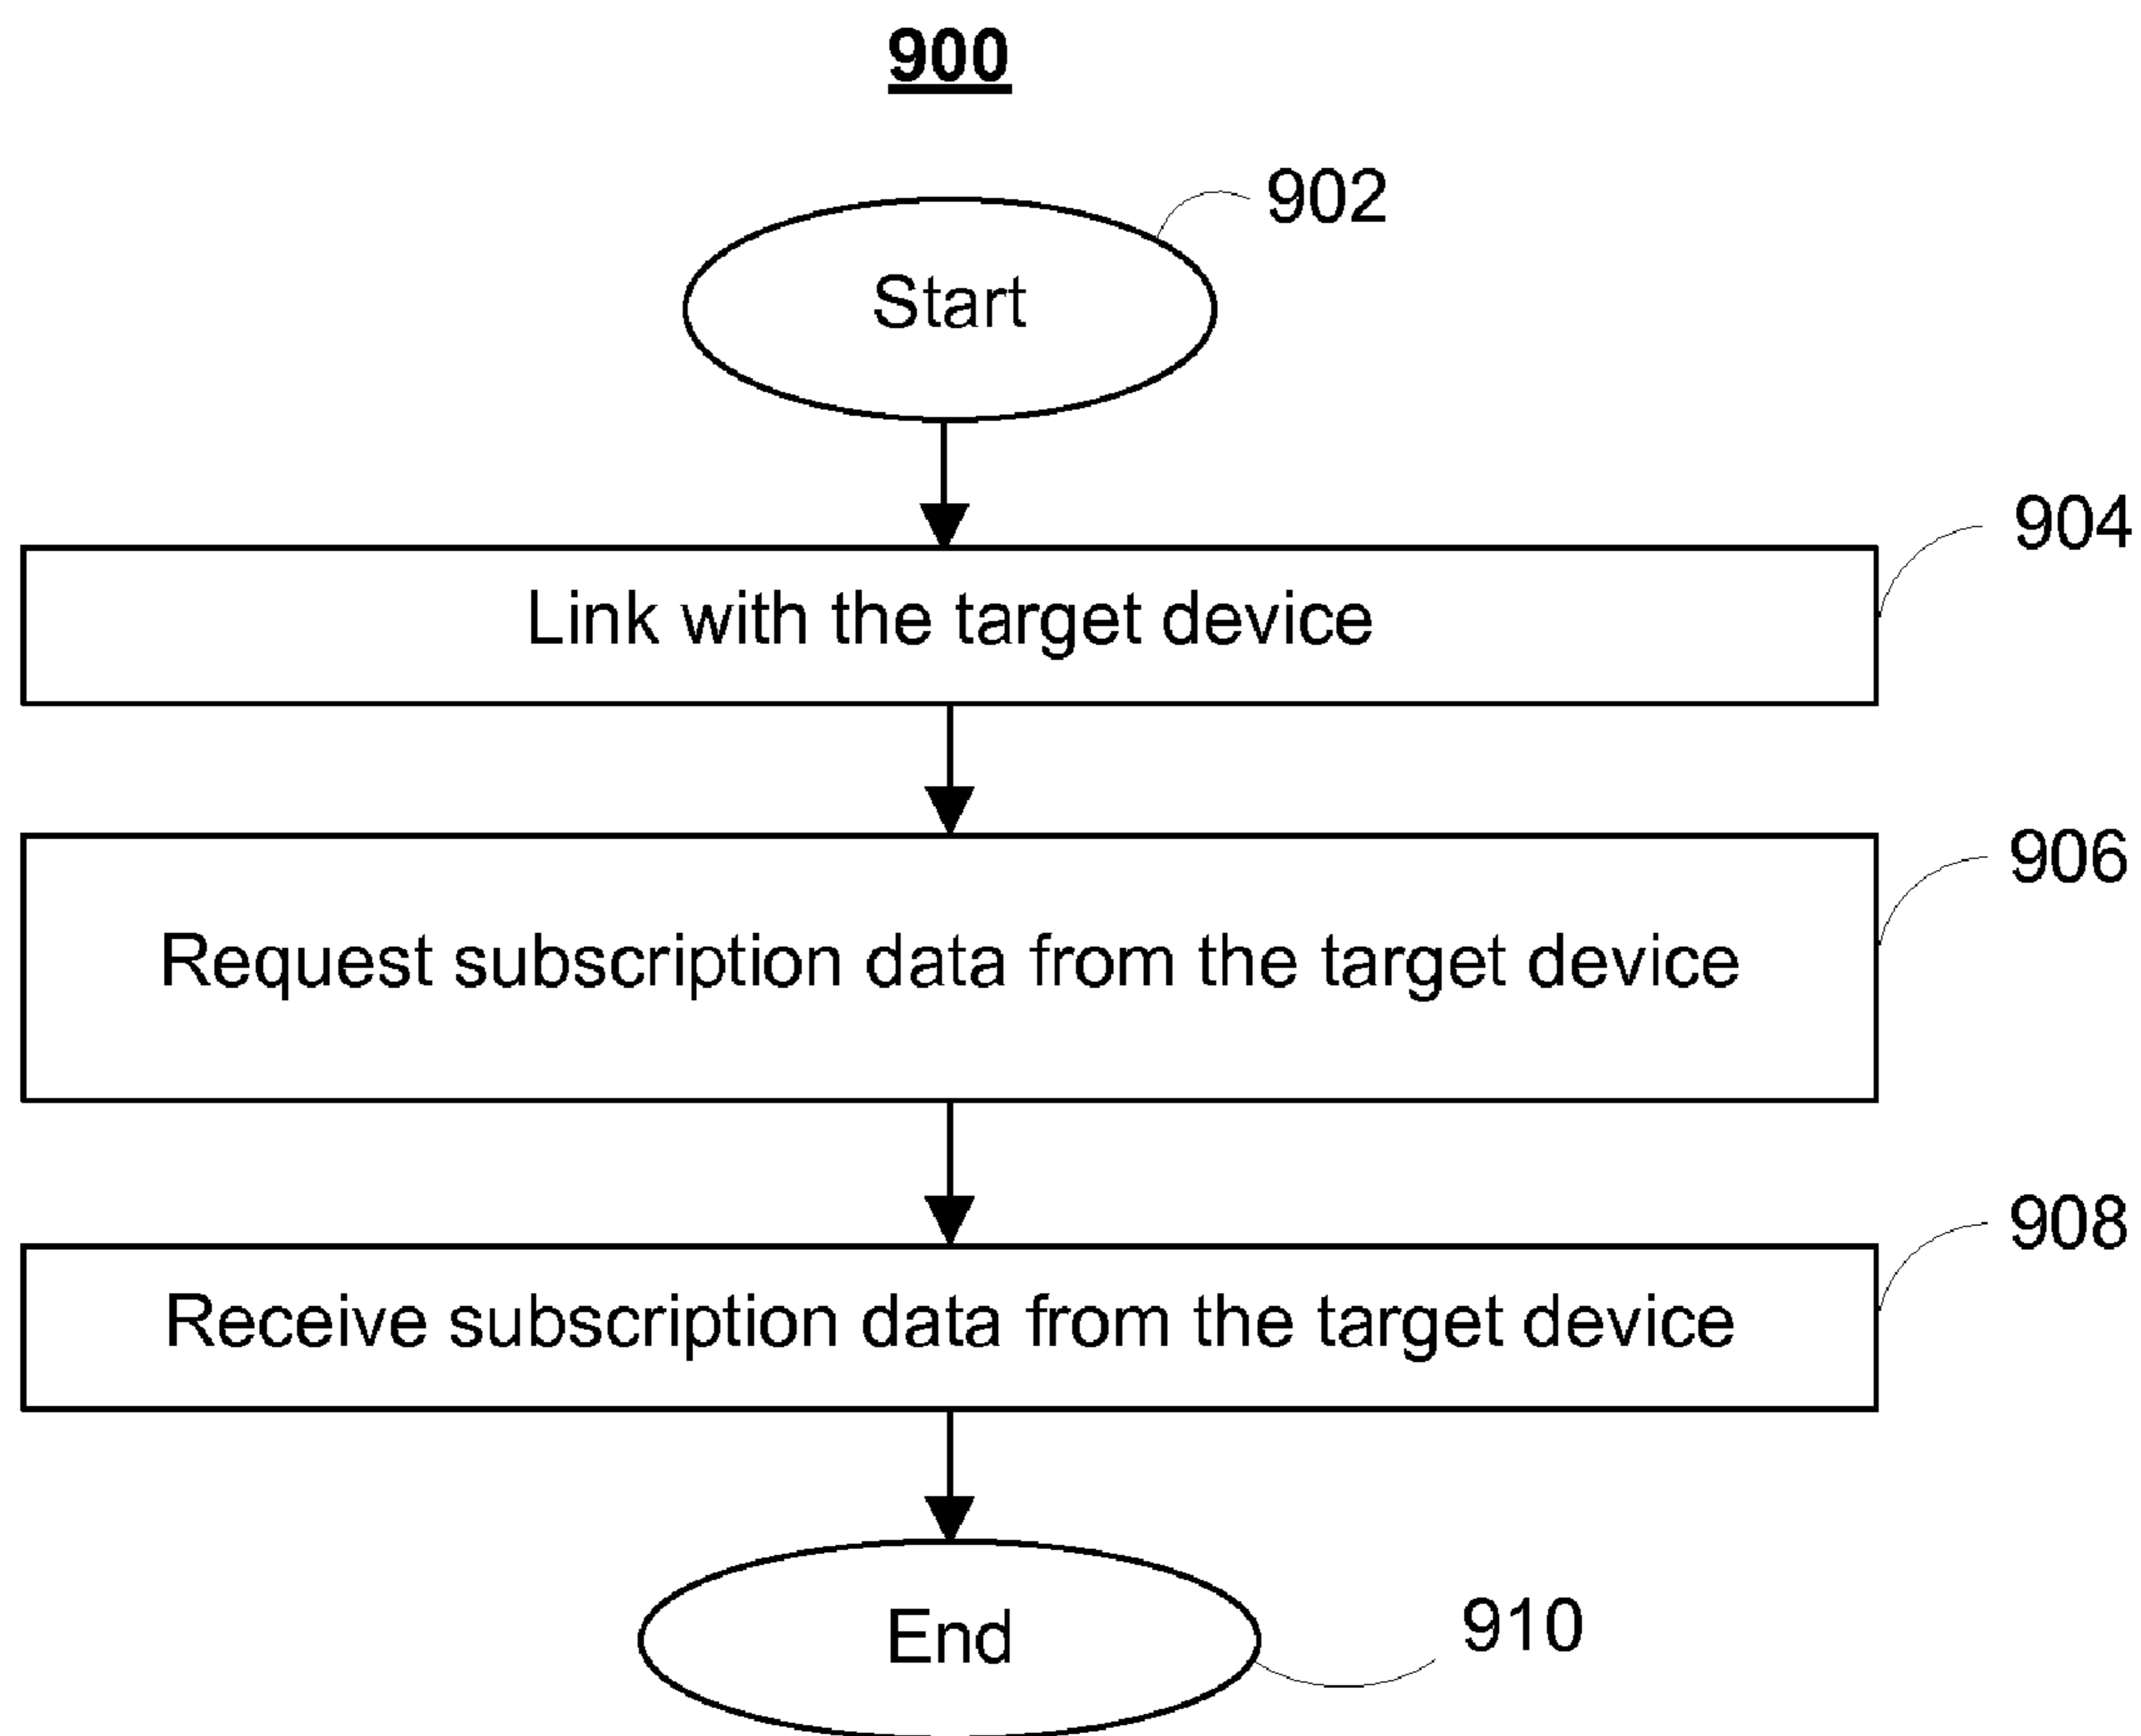 900
902
Start
904
Link with the target device
906
Request subscription data from the target device
908
Receive subscription data from the target device
End
910